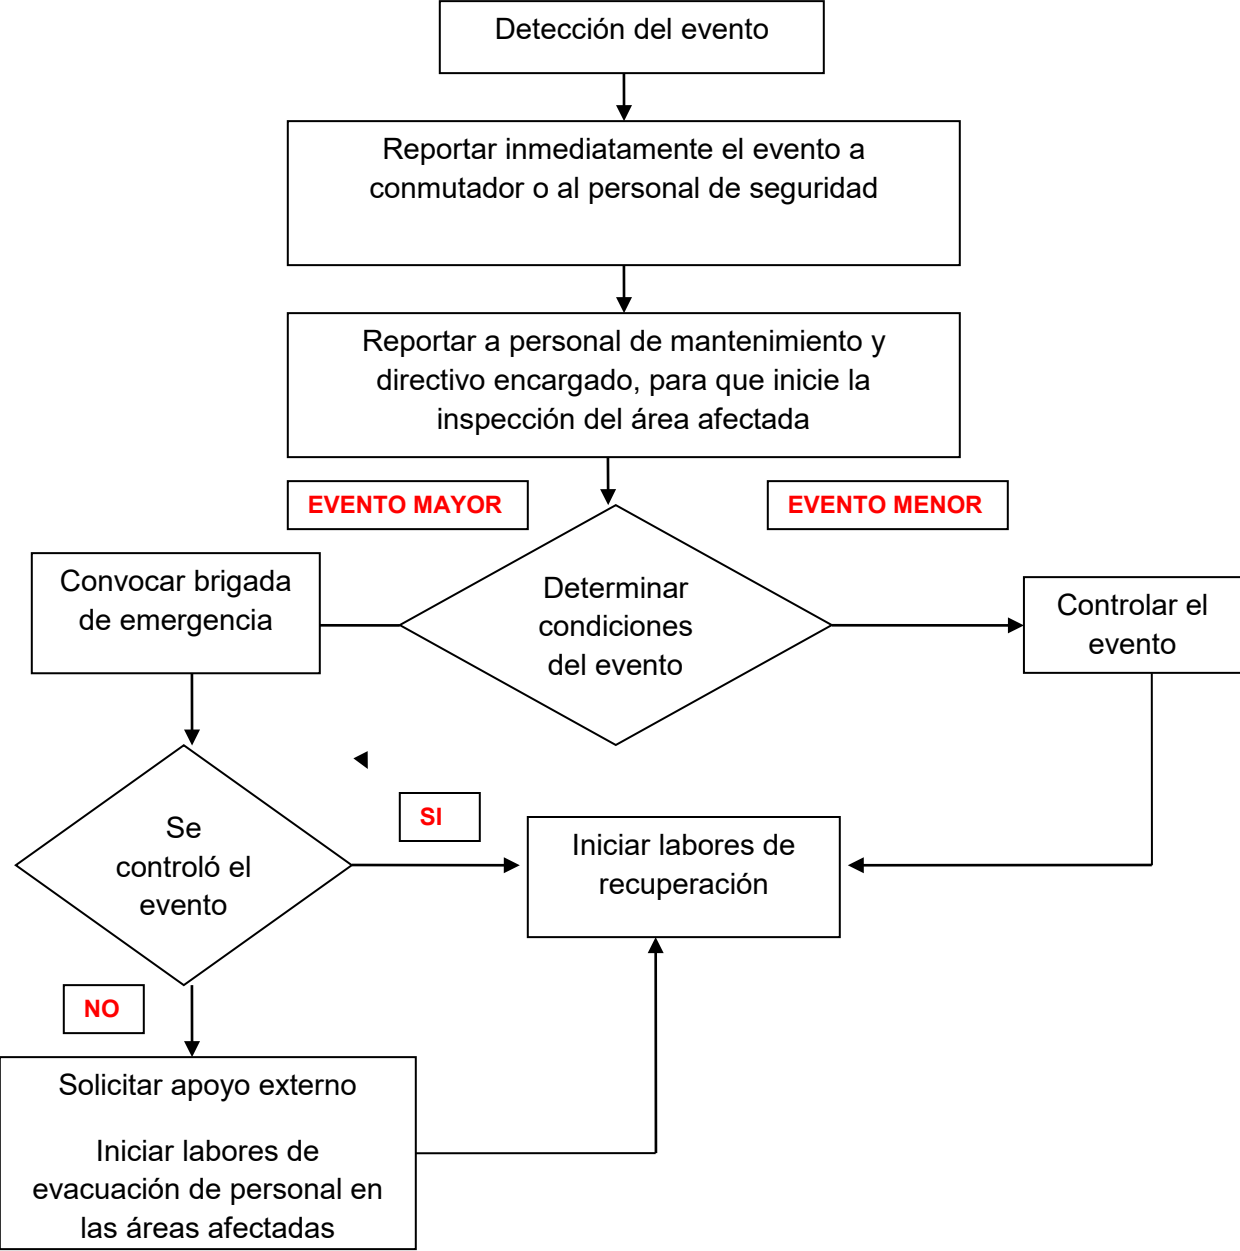 Detección del evento
Reportar inmediatamente el evento a
conmutador o al personal de seguridad
Reportar a personal de mantenimiento y
directivo encargado, para que inicie la
inspección del área afectada
EVENTO MAYOR
EVENTO MENOR
Convocar brigada
de emergencia
Determinar
condiciones
del evento
Controlar el
evento
Se
controló el
evento
SI
Iniciar labores de
recuperación
NO
Solicitar apoyo externo
Iniciar labores de
evacuación de personal en
las áreas afectadas